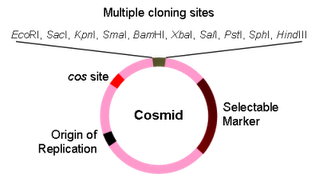 Multiple cloning sites
EcoRI, SacI, KpnI, SmaI, BamHI, XbaI, SalI, PstI, SphI, HindIII
cos site
Cosmid
Selectable
Marker
Origin of
Replication